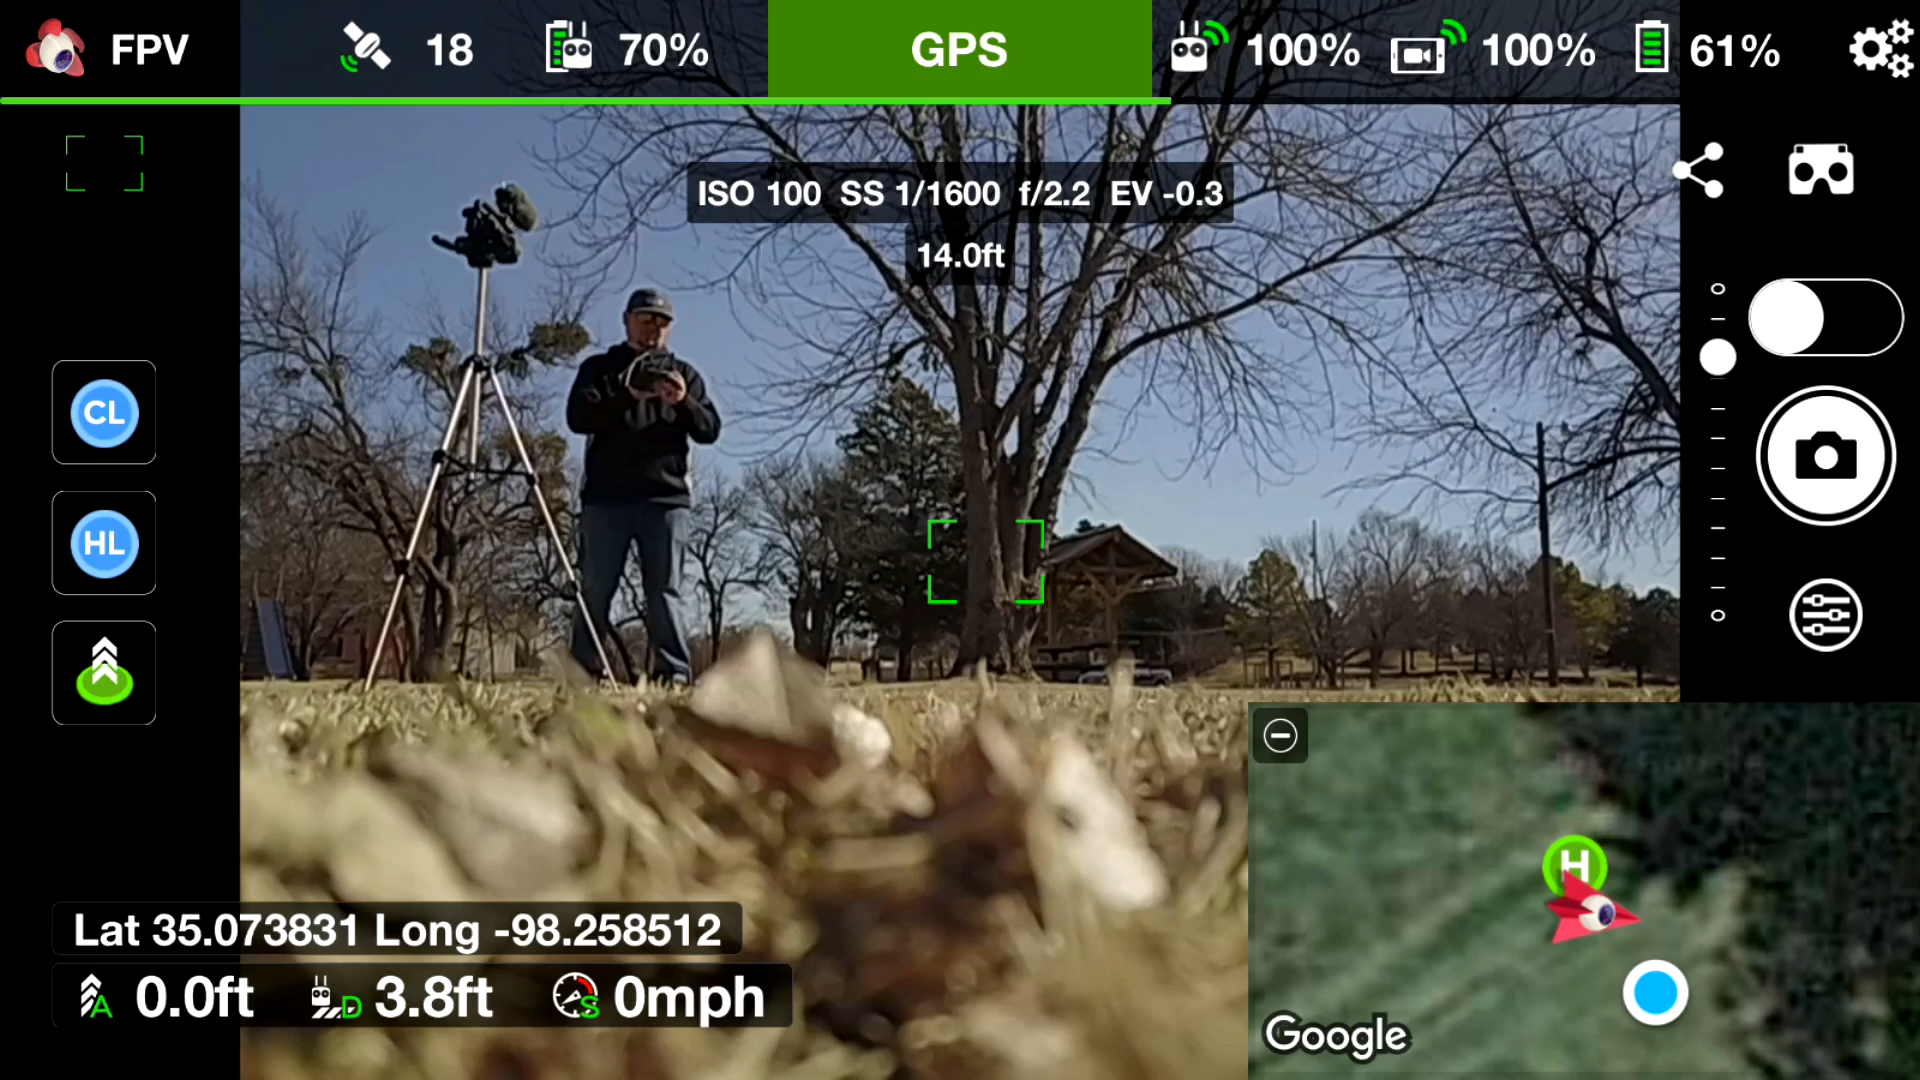 FPV 18 70% GPS 100% 100% 61%
ISO 100 SS 1/1600 f/2.2 EV -0.3
14.0ft
CL
HL
H
Lat 35.073831 Long -98.258512
A 0.0ft D 3.8ft S 0mph
Google